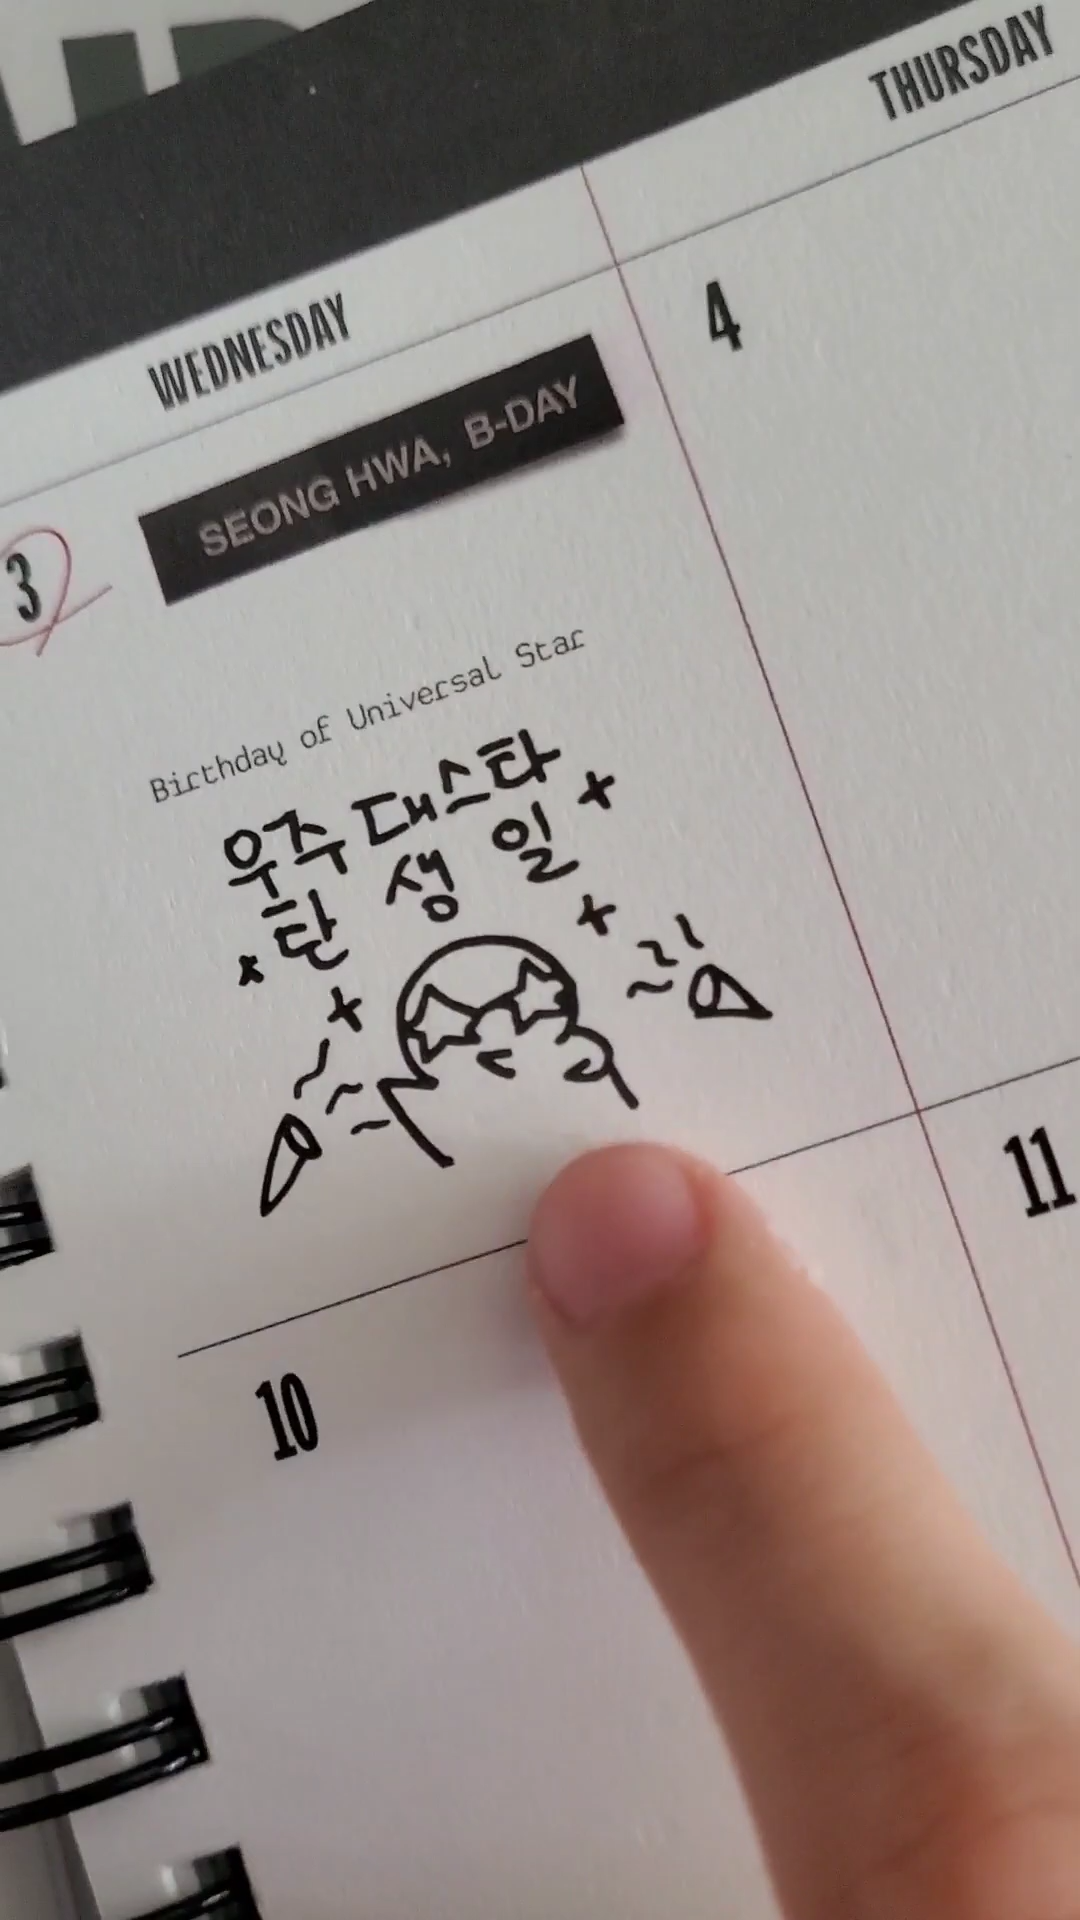 WEDNESDAY
THURSDAY
3
SEONG HWA, B-DAY
Birthday of Universal Star
우주 대스타
탄 생 일
4
10
11